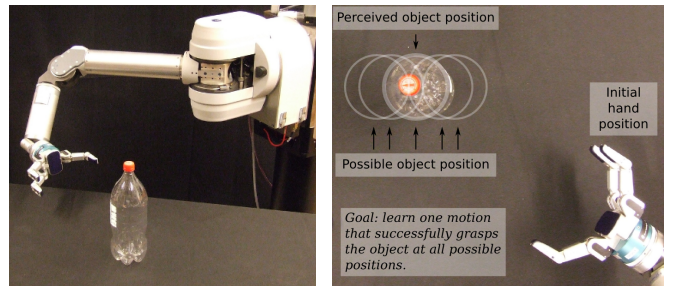 Perceived object position
Initial
hand
position
Possible object position
Goal: learn one motion
that successfully grasps
the object at all possible
positions.